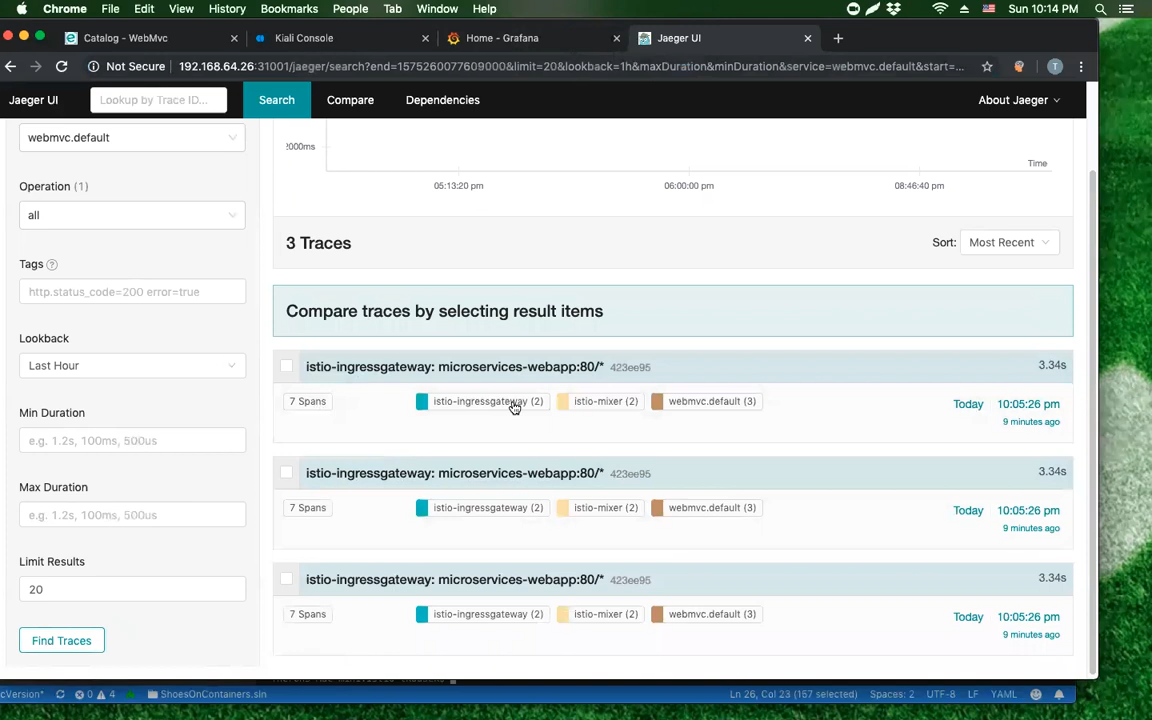 Chrome File Edit View History Bookmarks People Tab Window Help Sun 10:14 PM
Catalog - WebMvc Kiali Console Home - Grafana Jaeger UI
Not Secure 192.168.64.26:31001/jaeger/search?end=1575260077609000&limit=20&lookback=1h&maxDuration&minDuration&service=webmvc.default&start=...
T
Jaeger UI Lookup by Trace ID... Search Compare Dependencies About Jaeger
webmvc.default
Operation (1)
all
Tags ?
http.status_code=200 error=true
Lookback
Last Hour
Min Duration
e.g. 1.2s, 100ms, 500us
Max Duration
e.g. 1.2s, 100ms, 500us
Limit Results
20
Find Traces
2000ms
Time
05:13:20 pm 06:00:00 pm 08:46:40 pm
3 Traces
Sort: Most Recent
Compare traces by selecting result items
istio-ingressgateway: microservices-webapp:80/* 423ee95 3.34s
7 Spans istio-ingressgateway (2) istio-mixer (2) webmvc.default (3) Today 10:05:26 pm
9 minutes ago
istio-ingressgateway: microservices-webapp:80/* 423ee95 3.34s
7 Spans istio-ingressgateway (2) istio-mixer (2) webmvc.default (3) Today 10:05:26 pm
9 minutes ago
istio-ingressgateway: microservices-webapp:80/* 423ee95 3.34s
7 Spans istio-ingressgateway (2) istio-mixer (2) webmvc.default (3) Today 10:05:26 pm
9 minutes ago
cVersion* 0 4 ShoesOnContainers.sln Ln 26, Col 23 (157 selected) Spaces: 2 UTF-8 LF YAML